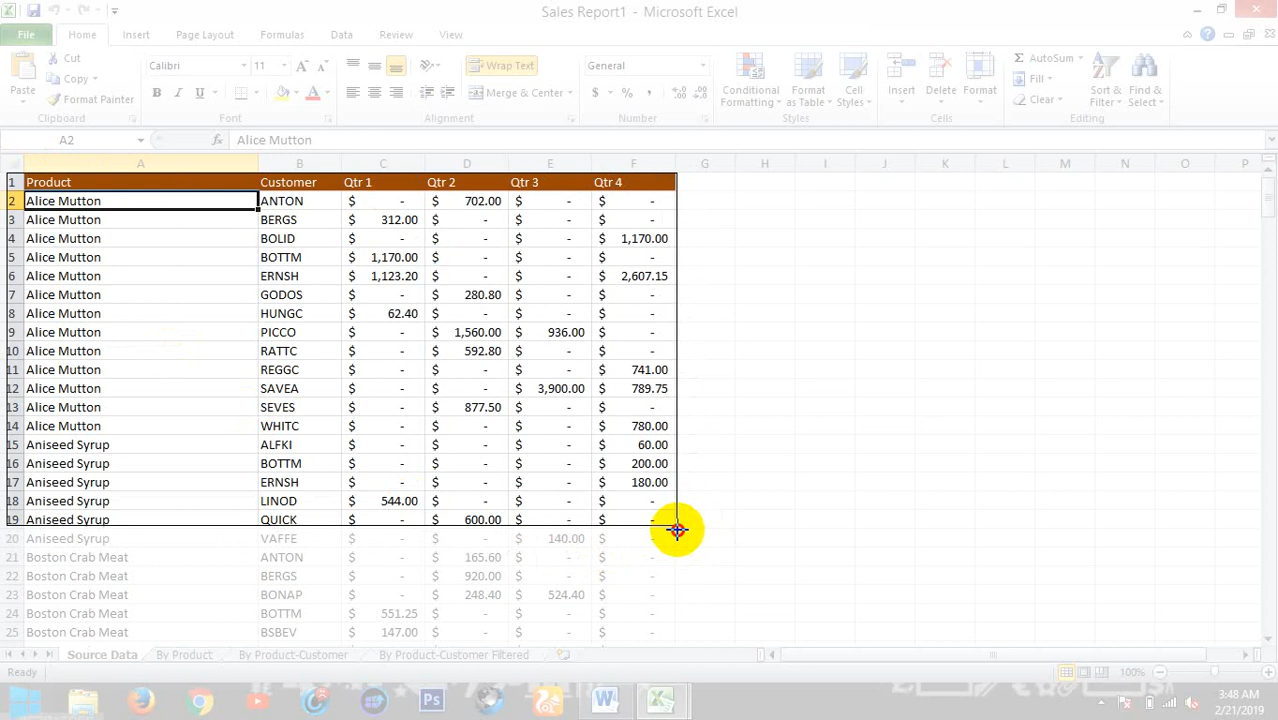 Sales Report1 - Microsoft Excel
File Home Insert Page Layout Formulas Data Review View
Cut
Copy
Format Painter
Paste
Clipboard
Calibri 11
B I U
Font
Wrap Text
Merge & Center
Alignment
General
$ % ,
Number
Conditional Formatting
Format as Table
Cell Styles
Styles
Insert Delete Format
Cells
AutoSum
Fill
Clear
Sort & Filter
Find & Select
Editing
A2 fx Alice Mutton
A B C D E F G H I J K L M N O P
1 Product Customer Qtr 1 Qtr 2 Qtr 3 Qtr 4
2 Alice Mutton ANTON $ - $ 702.00 $ - $ -
3 Alice Mutton BERGS $ 312.00 $ - $ - $ -
4 Alice Mutton BOLID $ - $ - $ - $ 1,170.00
5 Alice Mutton BOTTM $ 1,170.00 $ - $ - $ -
6 Alice Mutton ERNSH $ 1,123.20 $ - $ - $ 2,607.15
7 Alice Mutton GODOS $ - $ 280.80 $ - $ -
8 Alice Mutton HUNGC $ 62.40 $ - $ - $ -
9 Alice Mutton PICCO $ - $ 1,560.00 $ 936.00 $ -
10 Alice Mutton RATTC $ - $ 592.80 $ - $ -
11 Alice Mutton REGGC $ - $ - $ - $ 741.00
12 Alice Mutton SAVEA $ - $ - $ 3,900.00 $ 789.75
13 Alice Mutton SEVES $ - $ 877.50 $ - $ -
14 Alice Mutton WHITC $ - $ - $ - $ 780.00
15 Aniseed Syrup ALFKI $ - $ - $ - $ 60.00
16 Aniseed Syrup BOTTM $ - $ - $ - $ 200.00
17 Aniseed Syrup ERNSH $ - $ - $ - $ 180.00
18 Aniseed Syrup LINOD $ 544.00 $ - $ - $ -
19 Aniseed Syrup QUICK $ - $ 600.00 $ - $ -
20 Aniseed Syrup VAFFE $ - $ - $ 140.00 $ -
21 Boston Crab Meat ANTON $ - $ 165.60 $ - $ -
22 Boston Crab Meat BERGS $ - $ 920.00 $ - $ -
23 Boston Crab Meat BONAP $ - $ 248.40 $ 524.40 $ -
24 Boston Crab Meat BOTTM $ 551.25 $ - $ - $ -
25 Boston Crab Meat BSBEV $ 147.00 $ - $ - $ -
Source Data By Product By Product-Customer By Product-Customer Filtered
Ready 100%
3:48 AM
2/21/2019